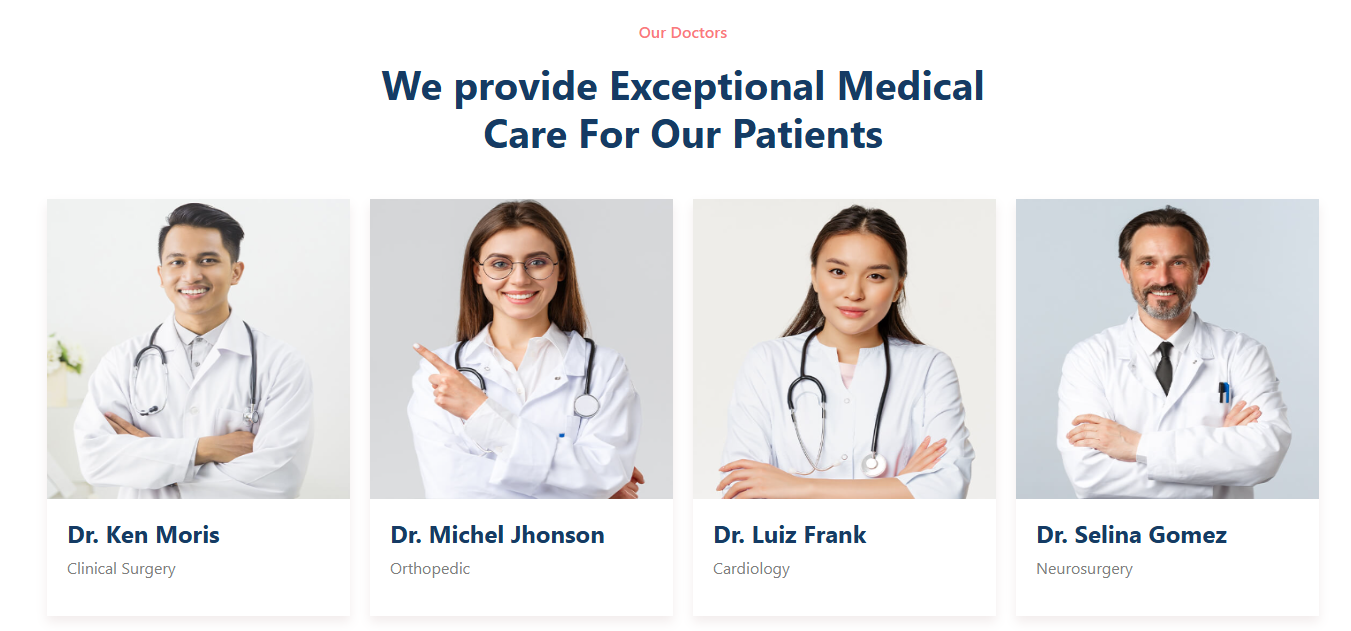 Our Doctors
We provide Exceptional Medical
Care For Our Patients
Dr. Ken Moris
Clinical Surgery
Dr. Michel Jhonson
Orthopedic
Dr. Luiz Frank
Cardiology
Dr. Selina Gomez
Neurosurgery